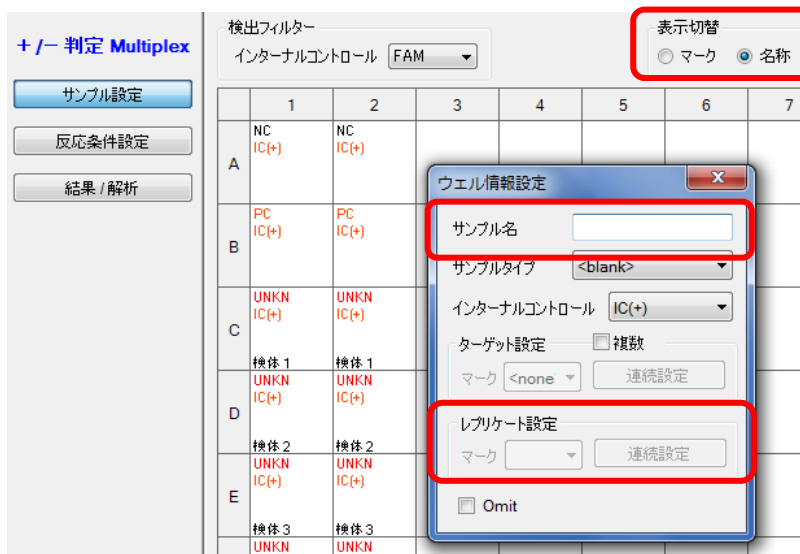 +/− 判定 Multiplex
サンプル設定
反応条件設定
結果 / 解析
検出フィルター
インターナルコントロール FAM
表示切替
マーク 名称
1 2 3 4 5 6 7
A
NC NC
IC(+) IC(+)
B
PC PC
IC(+) IC(+)
C
UNKN UNKN
IC(+) IC(+)
検体 1 検体 1
D
UNKN UNKN
IC(+) IC(+)
検体 2 検体 2
E
UNKN UNKN
IC(+) IC(+)
検体 3 検体 3
UNKN UNKN
ウェル情報設定
サンプル名
サンプルタイプ <blank>
インターナルコントロール IC(+)
ターゲット設定 複数
マーク <none 連続設定
レプリケート設定
マーク 連続設定
Omit